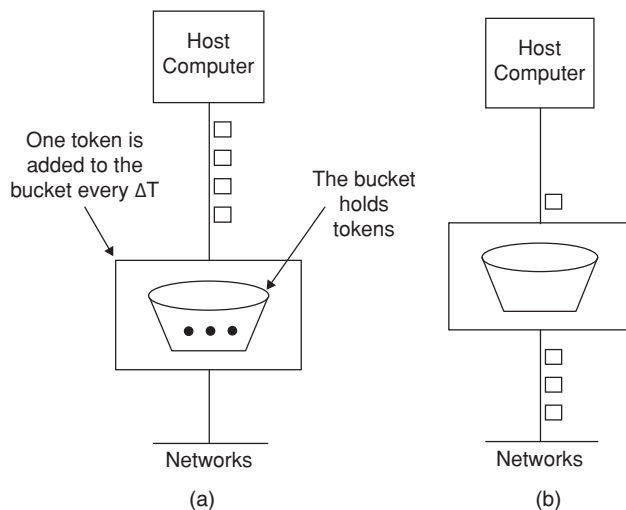 Host
Computer
One token is
added to the
bucket every ΔT
The bucket
holds
tokens
Networks
(a)
Host
Computer
Networks
(b)